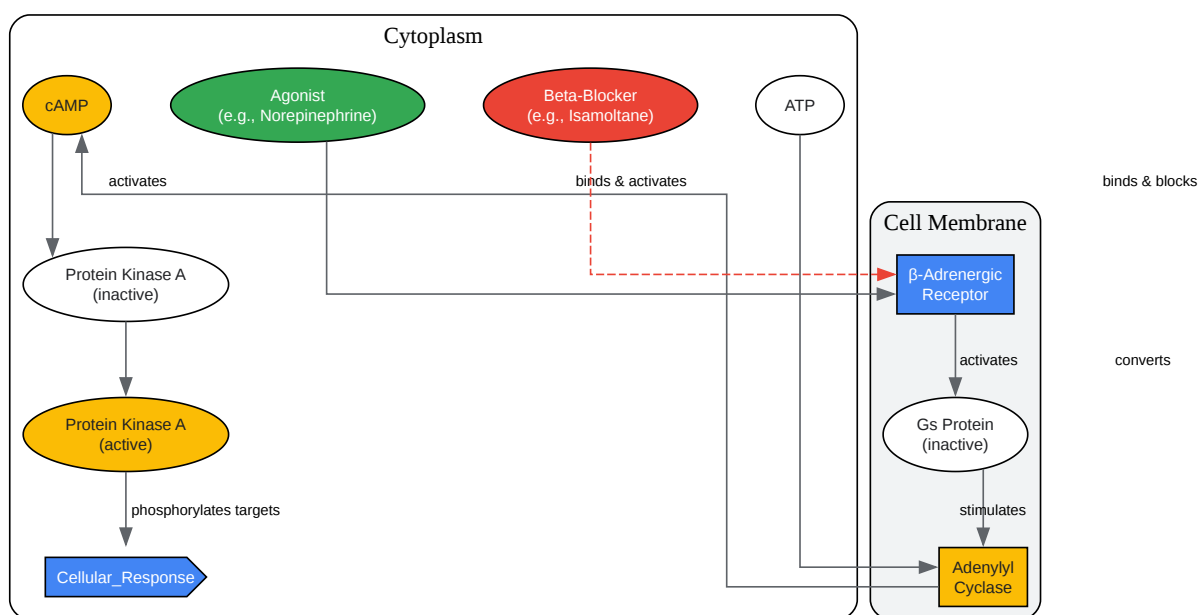 Cytoplasm
cAMP
Agonist
(e.g., Norepinephrine)
Beta-Blocker
(e.g., Isamoltane)
ATP
activates
binds & activates
binds & blocks
Cell Membrane
Protein Kinase A
(inactive)
β-Adrenergic
Receptor
activates
converts
Protein Kinase A
(active)
Gs Protein
(inactive)
phosphorylates targets
stimulates
Cellular_Response
Adenylyl
Cyclase